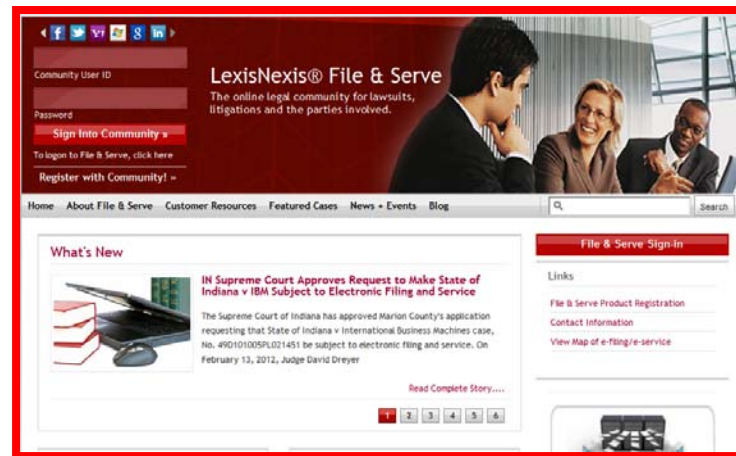 Community User ID
Password
Sign Into Community »
To logon to File & Serve, click here
Register with Community! »
LexisNexis® File & Serve
The online legal community for lawsuits,
litigations and the parties involved.
Home About File & Serve Customer Resources Featured Cases News + Events Blog
Search
What's New
IN Supreme Court Approves Request to Make State of
Indiana v IBM Subject to Electronic Filing and Service
The Supreme Court of Indiana has approved Marion County's application
requesting that State of Indiana v International Business Machines case,
No. 49D101005PL021451 be subject to electronic filing and service. On
February 13, 2012, Judge David Dreyer
Read Complete Story....
1 2 3 4 5 6
File & Serve Sign-in
Links
File & Serve Product Registration
Contact Information
View Map of e-filing/e-service